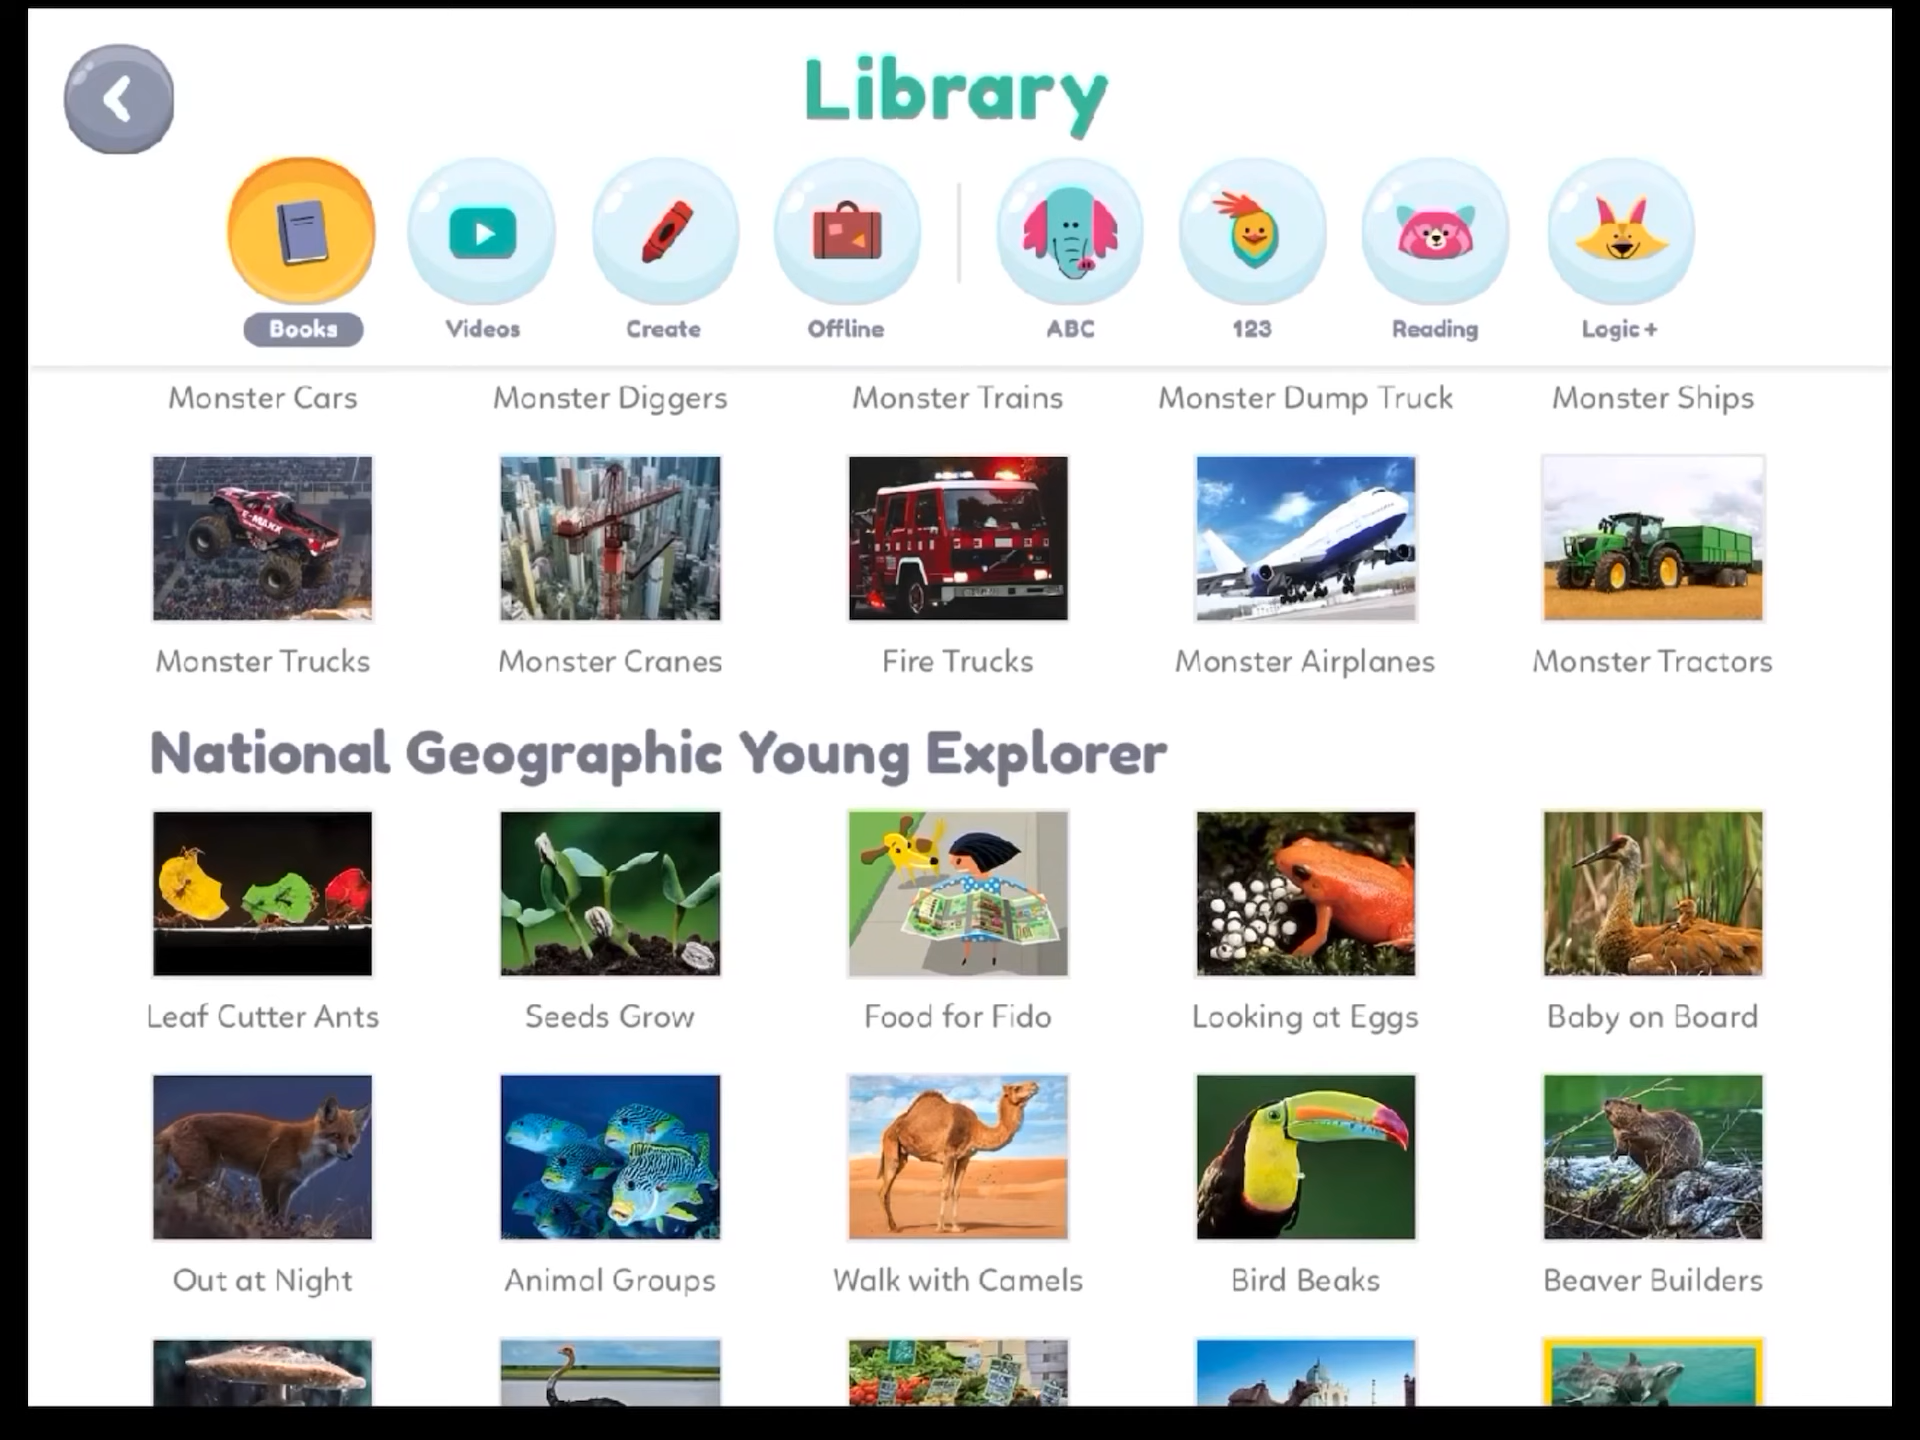 Library
Books Videos Create Offline ABC 123 Reading Logic+
Monster Cars Monster Diggers Monster Trains Monster Dump Truck Monster Ships
E-MAXX
Monster Trucks Monster Cranes Fire Trucks Monster Airplanes Monster Tractors
National Geographic Young Explorer
Leaf Cutter Ants Seeds Grow Food for Fido Looking at Eggs Baby on Board
Out at Night Animal Groups Walk with Camels Bird Beaks Beaver Builders